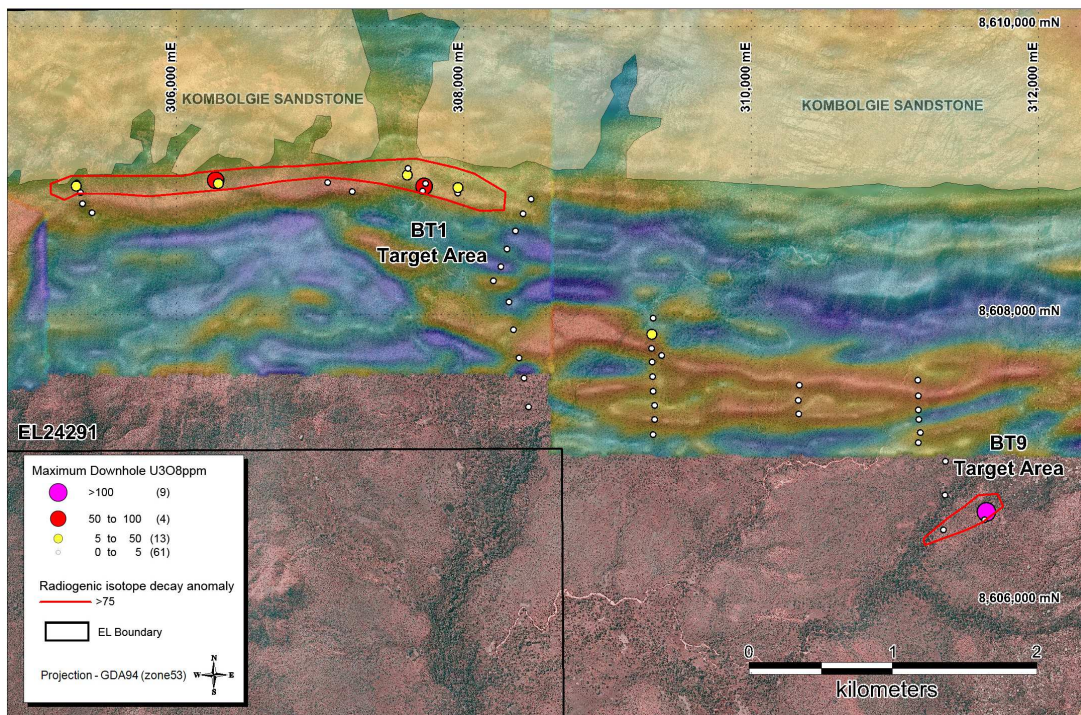 8,610,000 mN
306,000 mE
308,000 mE
310,000 mE
312,000 mE
KOMBOLGIE SANDSTONE
KOMBOLGIE SANDSTONE
BT1
Target Area
8,608,000 mN
EL24291
BT9
Target Area
8,606,000 mN
Maximum Downhole U3O8ppm
>100 (9)
50 to 100 (4)
5 to 50 (13)
0 to 5 (61)
Radiogenic isotope decay anomaly
>75
EL Boundary
Projection - GDA94 (zone53)
N
W E
S
0 1 2
kilometers